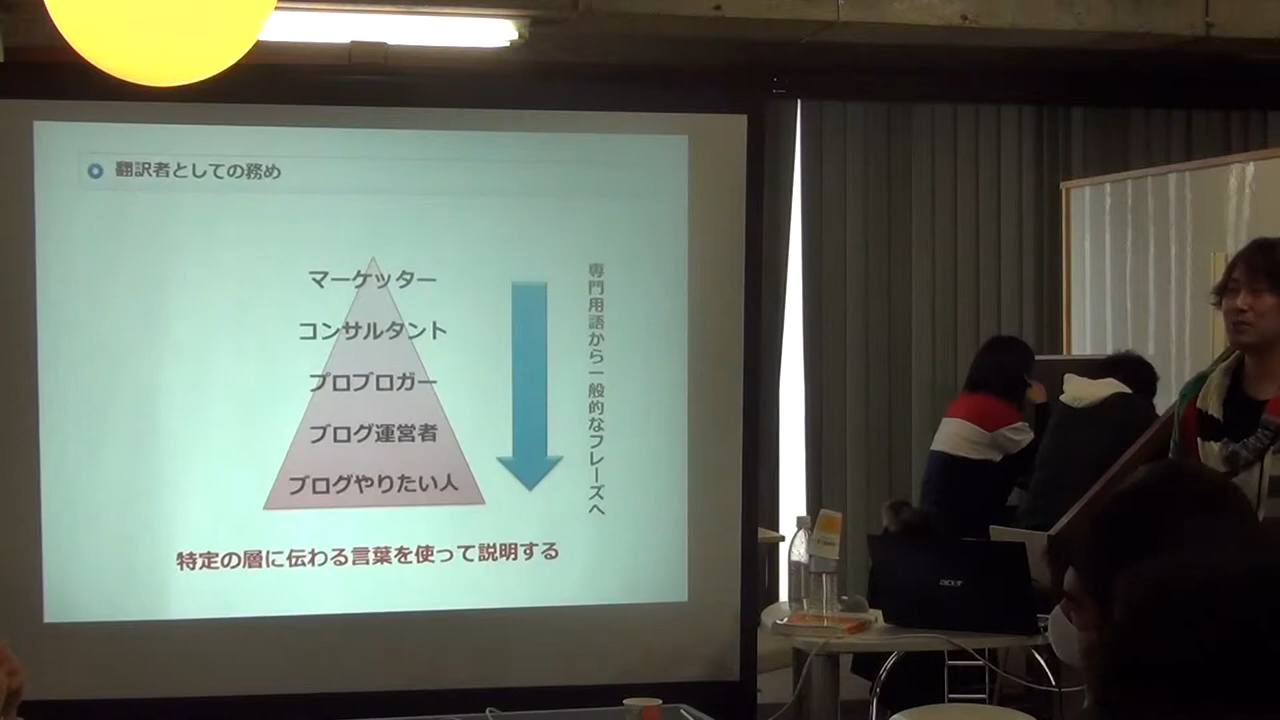 翻訳者としての務め
マーケッター
コンサルタント
プロブロガー
ブログ運営者
ブログやりたい人
専門用語から一般的なフレーズへ
特定の層に伝わる言葉を使って説明する
acer